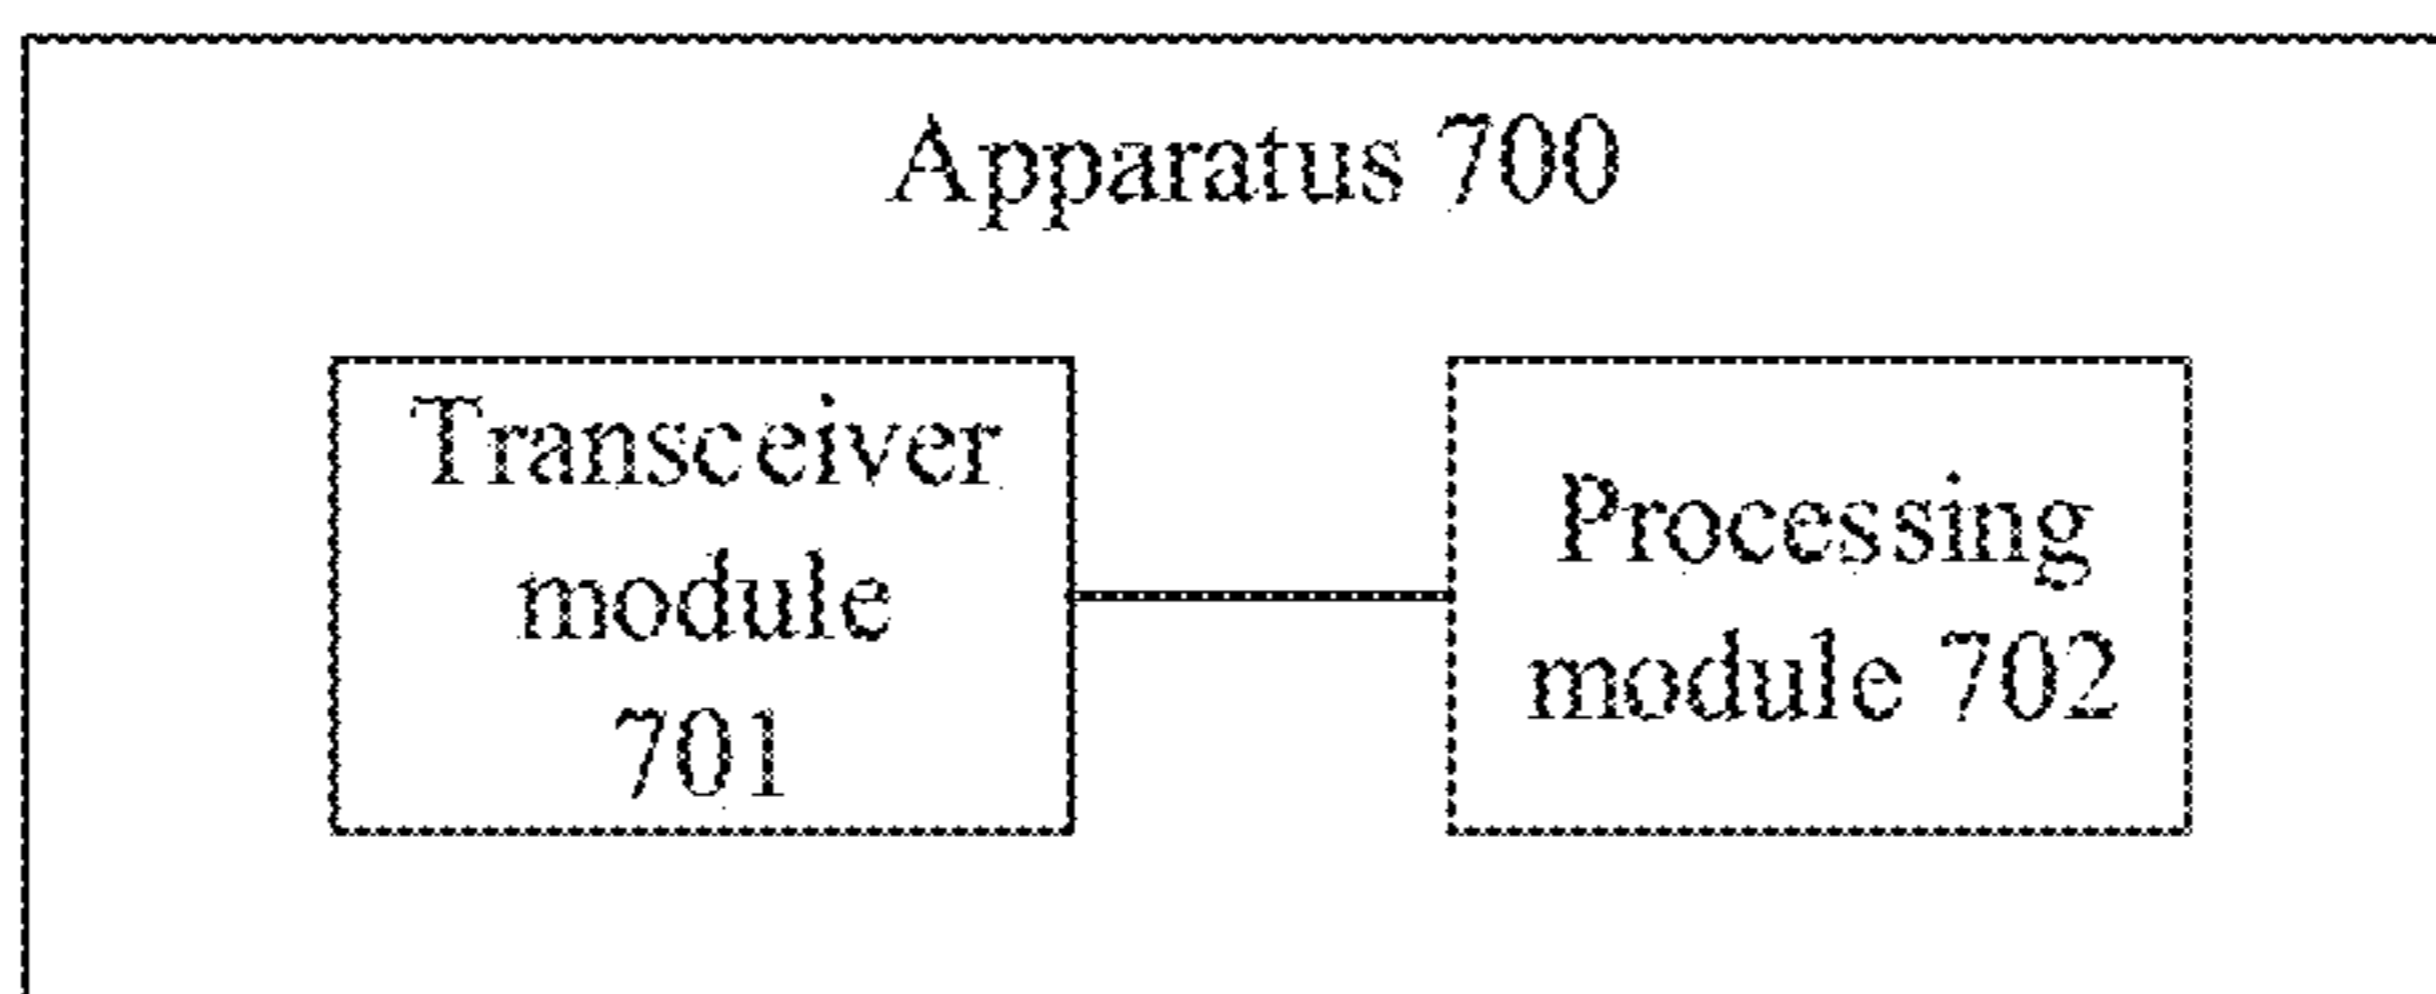 Apparatus 700
Transceiver
module
701
Processing
module 702